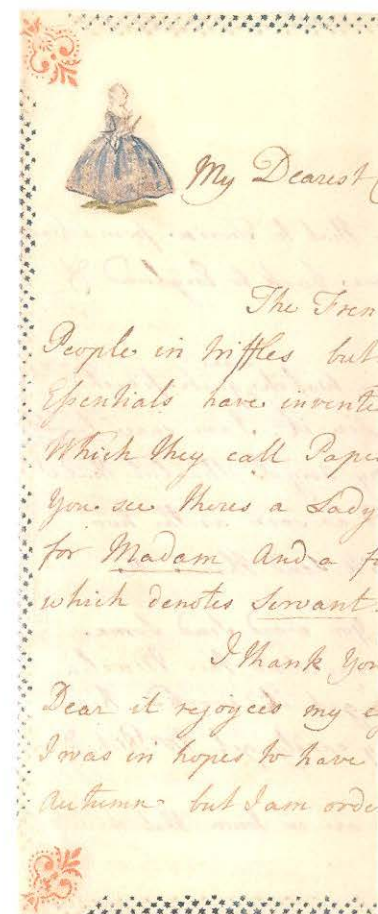 My Dearest
The Fren
People in triffles but
Essentials have invente
Which they call Pape
You see theres a Lady
for Madam And a f
which denotes Servant
I thank You
Dear it rejoyces my e
I was in hopes to have
Autumn but I am orde